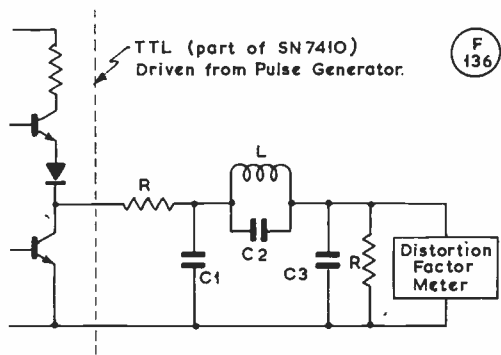 TTL (part of SN7410)
Driven from Pulse Generator.
F
136
R
L
C2
C1
C3
R
Distortion
Factor
Meter